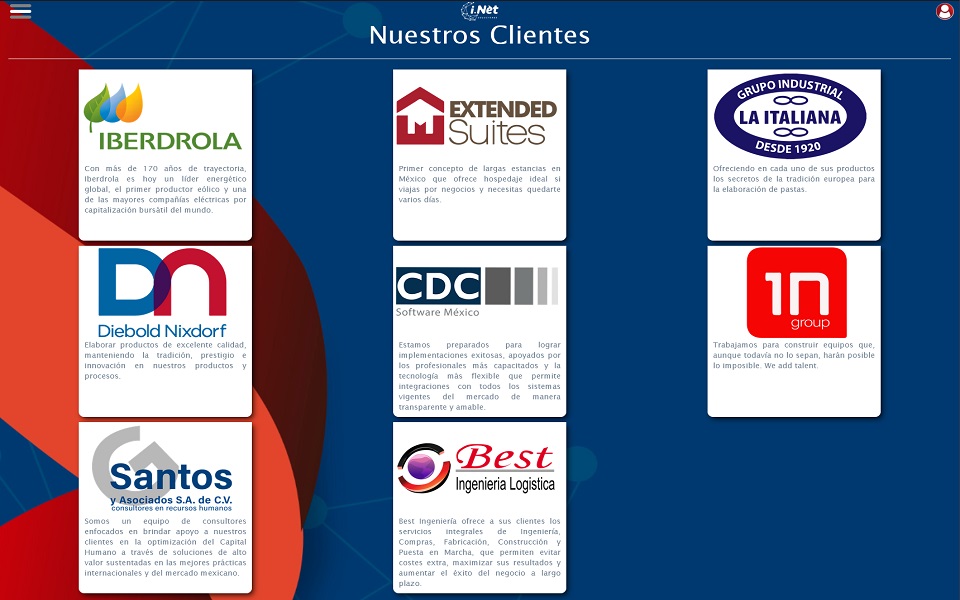 i.Net
Nuestros Clientes
IBERDROLA
Con más de 170 años de trayectoria,
Iberdrola es hoy un líder energético
global, el primer productor eólico y una
de las mayores compañías eléctricas por
capitalización bursátil del mundo.
EXTENDED
Suites
Primer concepto de largas estancias en
México que ofrece hospedaje ideal si
viajas por negocios y necesitas quedarte
varios días.
GRUPO INDUSTRIAL
LA ITALIANA
DESDE 1920
Ofreciendo en cada uno de sus productos
los secretos de la tradición europea para
la elaboración de pastas.
DN
Diebold Nixdorf
Elaborar productos de excelente calidad,
manteniendo la tradición, prestigio e
innovación en nuestros productos y
procesos.
CDC
Software México
Estamos preparados para lograr
implementaciones exitosas, apoyados por
los profesionales más capacitados y la
tecnología más flexible que permite
integraciones con todos los sistemas
vigentes del mercado de manera
transparente y amable.
1n
group
Trabajamos para construir equipos que,
aunque todavía no lo sepan, harán posible
lo imposible. We add talent.
Santos
y Asociados S.A. de C.V.
consultores en recursos humanos
Somos un equipo de consultores
enfocados en brindar apoyo a nuestros
clientes en la optimización del Capital
Humano a través de soluciones de alto
valor sustentadas en las mejores prácticas
internacionales y del mercado mexicano.
Best
Ingenieria Logistica
Best Ingeniería ofrece a sus clientes los
servicios integrales de Ingeniería,
Compras, Fabricación, Construcción y
Puesta en Marcha, que permiten evitar
costes extra, maximizar sus resultados y
aumentar el éxito del negocio a largo
plazo.